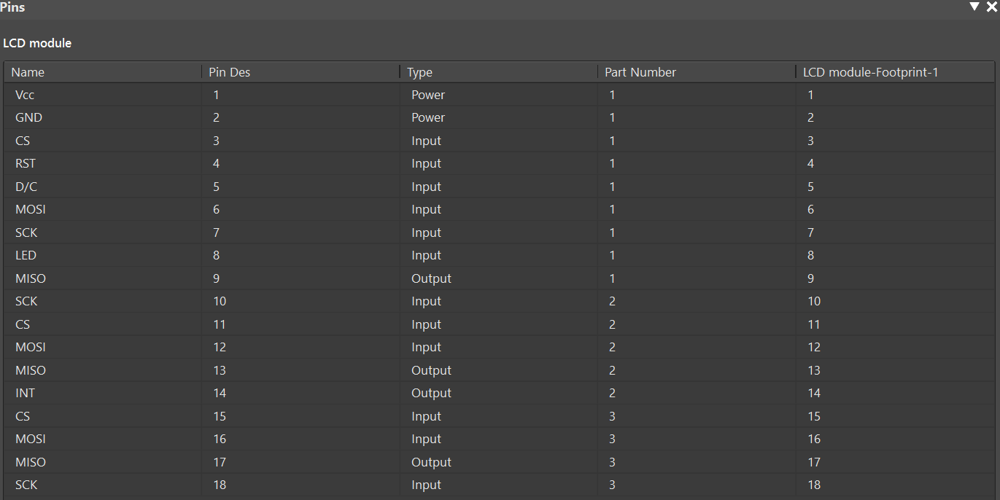 Pins
LCD module
Name Pin Des Type Part Number LCD module-Footprint-1
Vcc 1 Power 1 1
GND 2 Power 1 2
CS 3 Input 1 3
RST 4 Input 1 4
D/C 5 Input 1 5
MOSI 6 Input 1 6
SCK 7 Input 1 7
LED 8 Input 1 8
MISO 9 Output 1 9
SCK 10 Input 2 10
CS 11 Input 2 11
MOSI 12 Input 2 12
MISO 13 Output 2 13
INT 14 Output 2 14
CS 15 Input 3 15
MOSI 16 Input 3 16
MISO 17 Output 3 17
SCK 18 Input 3 18